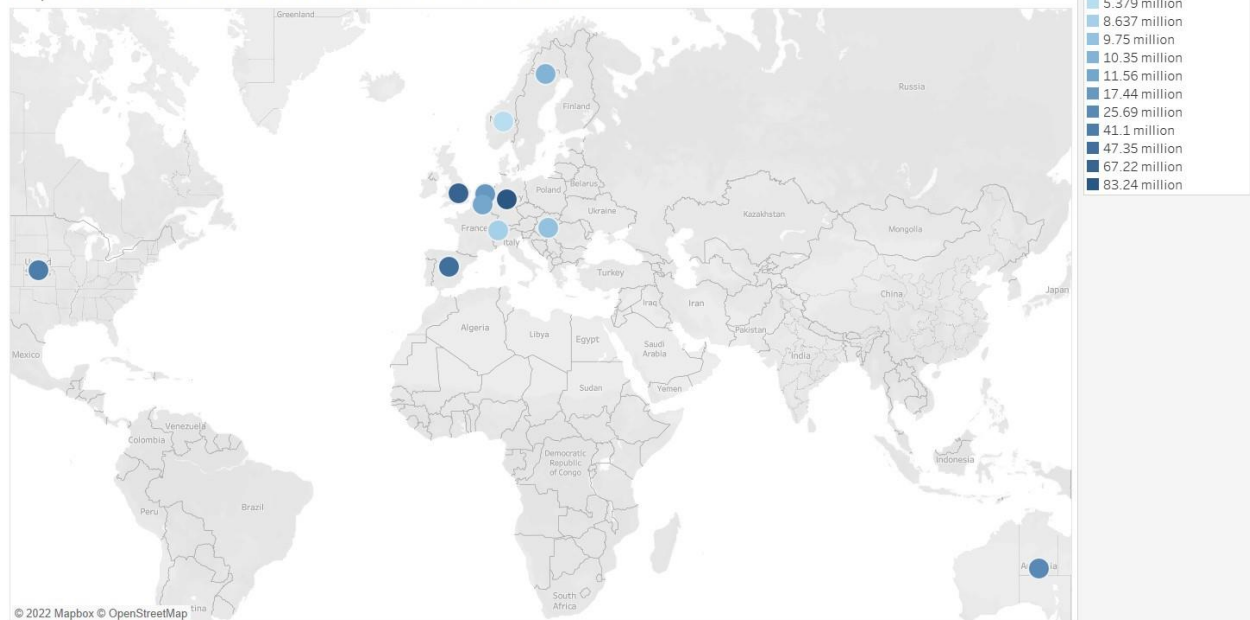 Greenland
Russia
Finland
Poland
Belarus
Ukraine
Kazakhstan
Mongolia
France
Italy
Turkey
Japan
China
Iraq
Iran
Pakistan
Algeria
Libya
Egypt
Saudi
Arabia
India
Mexico
Sudan
Yemen
Venezuela
Colombia
Democratic
Republic
of Congo
Indonesia
Peru
Brazil
South
Africa
tina
© 2022 Mapbox © OpenStreetMap
5.379 million
8.637 million
9.75 million
10.35 million
11.56 million
17.44 million
25.69 million
41.1 million
47.35 million
67.22 million
83.24 million